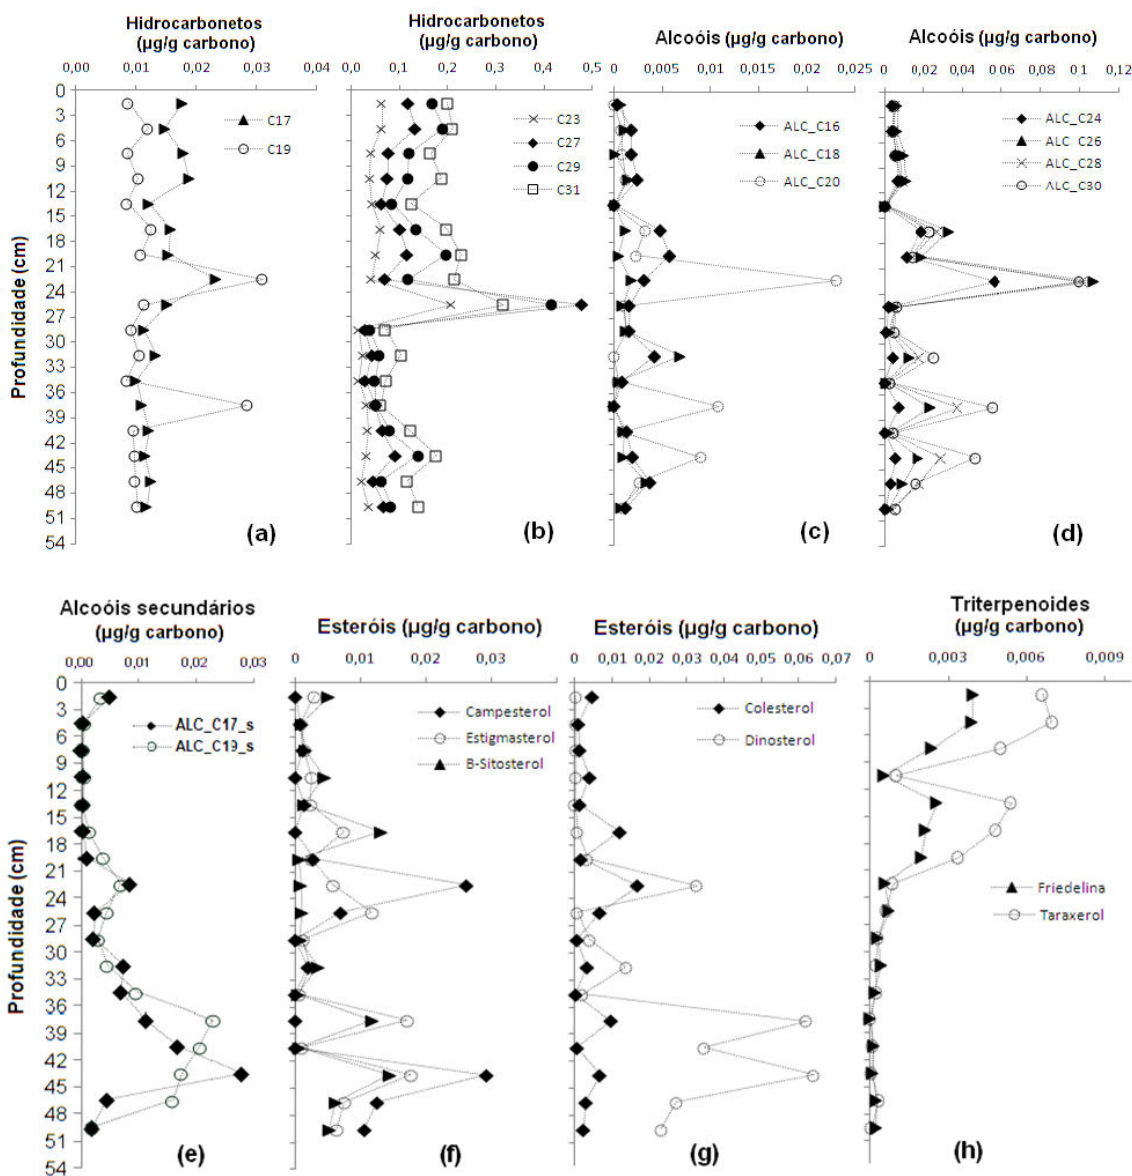 Hidrocarbonetos
(µg/g carbono)
0,00 0,01 0,02 0,03 0,04
C17
C19
(a)
Hidrocarbonetos
(µg/g carbono)
0,0 0,1 0,2 0,3 0,4 0,5
C23
C27
C29
C31
(b)
Alcoóis (µg/g carbono)
0 0,005 0,01 0,015 0,02 0,025
ALC_C16
ALC_C18
ALC_C20
(c)
Alcoóis (µg/g carbono)
0 0,02 0,04 0,06 0,08 0,1 0,12
ALC_C24
ALC_C26
ALC_C28
ALC_C30
(d)
Profundidade (cm)
0
3
6
9
12
15
18
21
24
27
30
33
36
39
42
45
48
51
54
Alcoóis secundários
(µg/g carbono)
0,00 0,01 0,02 0,03
ALC_C17_s
ALC_C19_s
(e)
Esteróis (µg/g carbono)
0 0,01 0,02 0,03
Campesterol
Estigmasterol
B-Sitosterol
(f)
Esteróis (µg/g carbono)
0 0,01 0,02 0,03 0,04 0,05 0,06 0,07
Colesterol
Dinosterol
(g)
Triterpenoides
(µg/g carbono)
0 0,003 0,006 0,009
Friedelina
Taraxerol
(h)
Profundidade (cm)
0
3
6
9
12
15
18
21
24
27
30
33
36
39
42
45
48
51
54